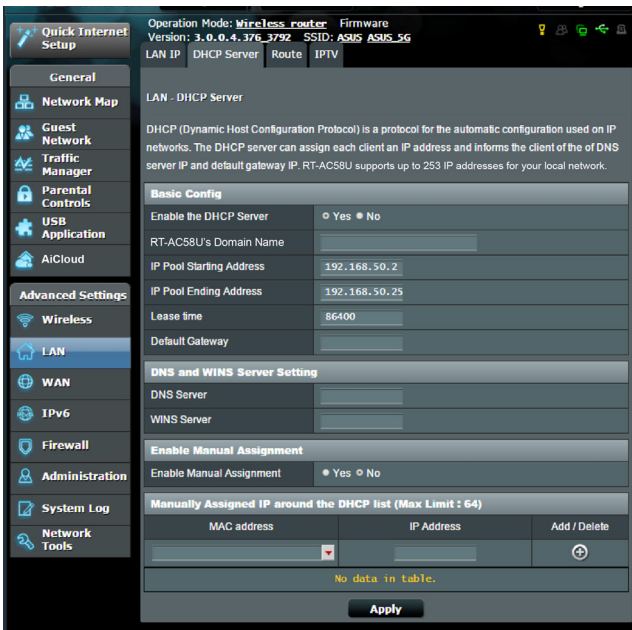 Quick Internet
Setup
Operation Mode: Wireless router Firmware
Version: 3.0.0.4.376_3792 SSID: ASUS ASUS_5G
LAN IP DHCP Server Route IPTV
General
Network Map
Guest
Network
Traffic
Manager
Parental
Controls
USB
Application
AiCloud
Advanced Settings
Wireless
LAN
WAN
IPv6
Firewall
Administration
System Log
Network
Tools
LAN - DHCP Server
DHCP (Dynamic Host Configuration Protocol) is a protocol for the automatic configuration used on IP
networks. The DHCP server can assign each client an IP address and informs the client of the of DNS
server IP and default gateway IP. RT-AC58U supports up to 253 IP addresses for your local network.
Basic Config
Enable the DHCP Server Yes No
RT-AC58U's Domain Name
IP Pool Starting Address 192.168.50.2
IP Pool Ending Address 192.168.50.25
Lease time 86400
Default Gateway
DNS and WINS Server Setting
DNS Server
WINS Server
Enable Manual Assignment
Enable Manual Assignment Yes No
Manually Assigned IP around the DHCP list (Max Limit : 64)
MAC address IP Address Add / Delete
No data in table.
Apply